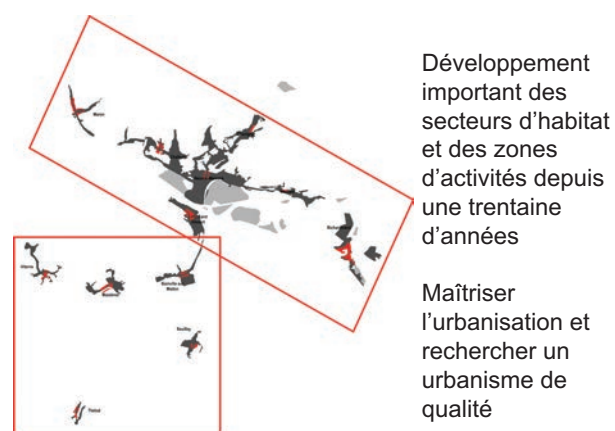 Développement
important des
secteurs d’habitat
et des zones
d’activités depuis
une trentaine
d’années
Maîtriser
l’urbanisation et
rechercher un
urbanisme de
qualité